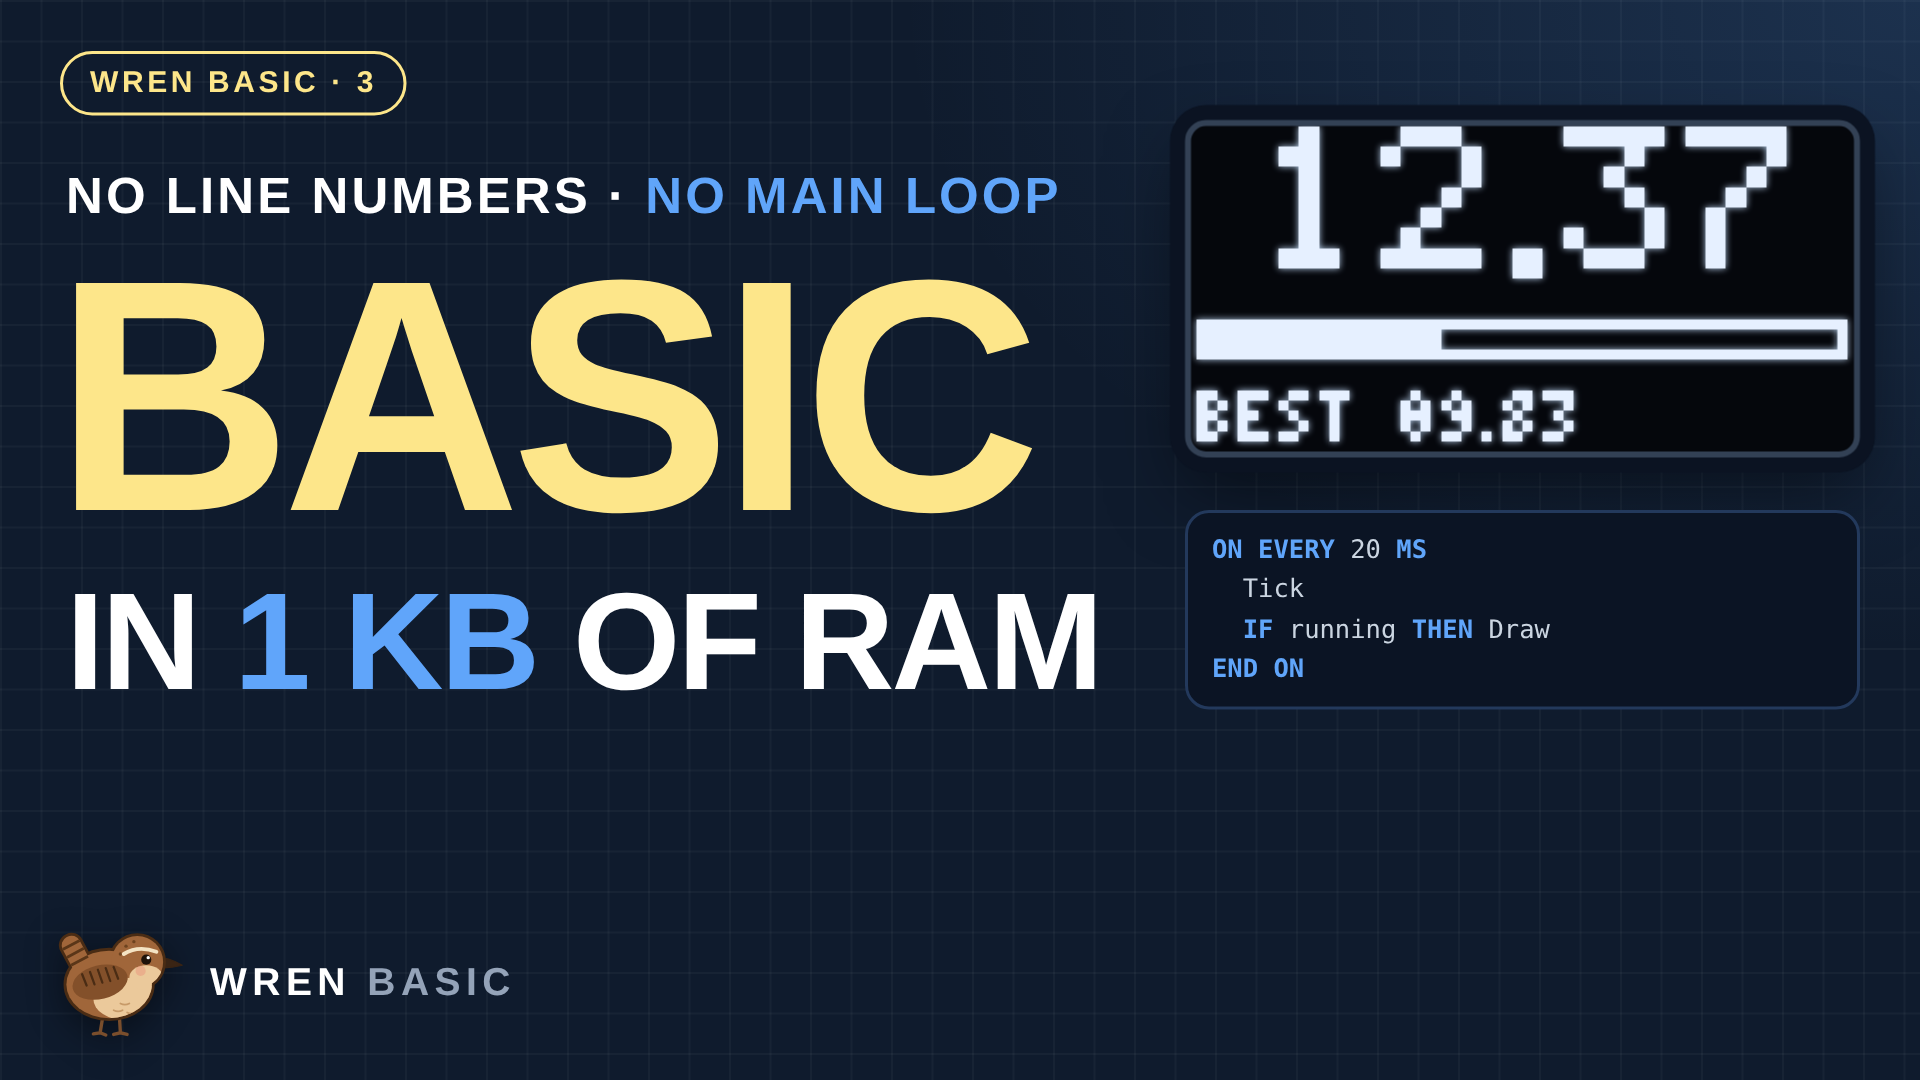 WREN BASIC · 3
NO LINE NUMBERS · NO MAIN LOOP
BASIC
IN 1 KB OF RAM
12.37
BEST 09.83
ON EVERY 20 MS
Tick
IF running THEN Draw
END ON
WREN BASIC